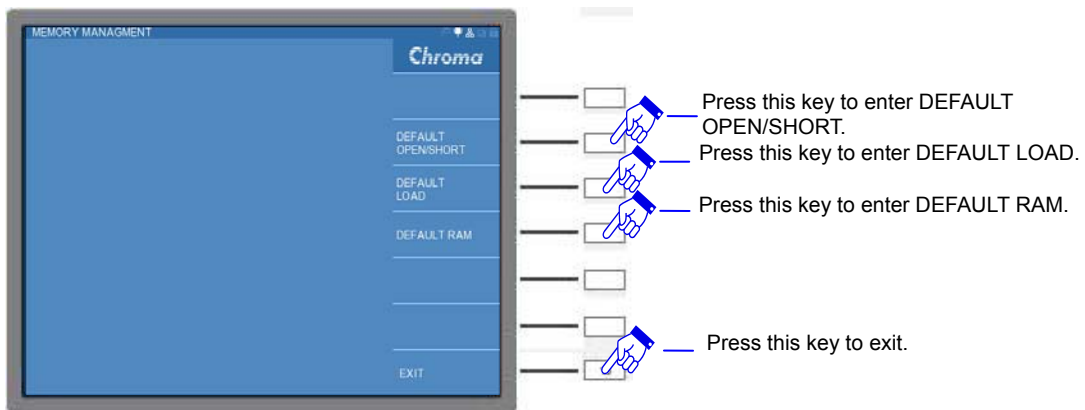 MEMORY MANAGMENT
Chroma
DEFAULT
OPEN/SHORT
DEFAULT
LOAD
DEFAULT RAM
EXIT
Press this key to enter DEFAULT
OPEN/SHORT.
Press this key to enter DEFAULT LOAD.
Press this key to enter DEFAULT RAM.
Press this key to exit.